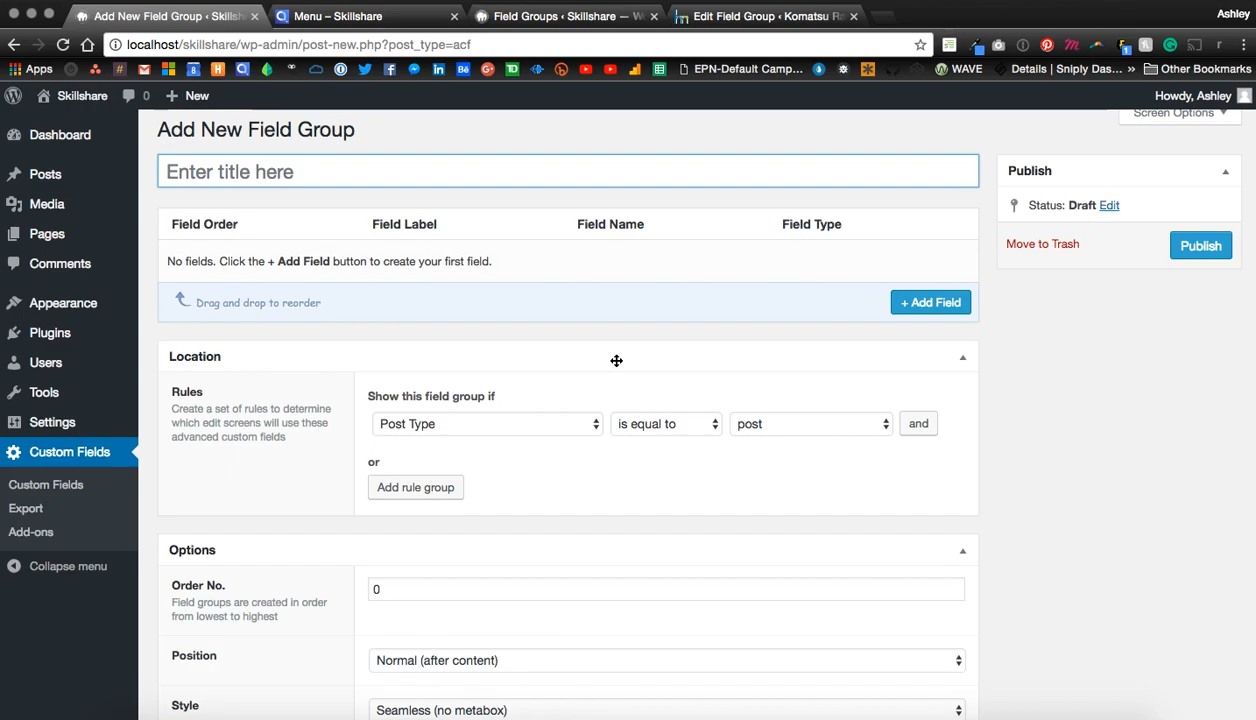 Add New Field Group ‹ Skillsh
Menu – Skillshare
Field Groups ‹ Skillshare — W
Edit Field Group ‹ Komatsu Ra
Ashley
localhost/skillshare/wp-admin/post-new.php?post_type=acf
Apps
EPN-Default Camp...
WAVE
Details | Sniply Das...
»
Other Bookmarks
Skillshare
0
New
Howdy, Ashley
Dashboard
Posts
Media
Pages
Comments
Appearance
Plugins
Users
Tools
Settings
Custom Fields
Custom Fields
Export
Add-ons
Collapse menu
Screen Options
Add New Field Group
Enter title here
Field Order
Field Label
Field Name
Field Type
No fields. Click the + Add Field button to create your first field.
Drag and drop to reorder
+ Add Field
Location
Rules
Create a set of rules to determine
which edit screens will use these
advanced custom fields
Show this field group if
Post Type
is equal to
post
and
or
Add rule group
Options
Order No.
Field groups are created in order
from lowest to highest
0
Position
Normal (after content)
Style
Seamless (no metabox)
Publish
Status: Draft Edit
Move to Trash
Publish